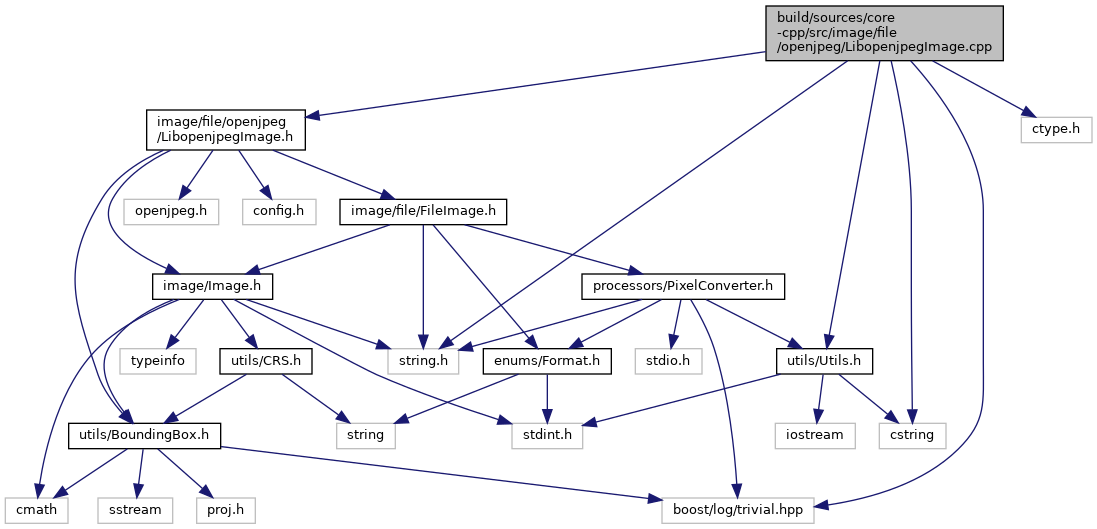 build/sources/core
-cpp/src/image/file
/openjpeg/LibopenjpegImage.cpp
image/file/openjpeg
/LibopenjpegImage.h
ctype.h
openjpeg.h
config.h
image/file/FileImage.h
image/Image.h
processors/PixelConverter.h
typeinfo
utils/CRS.h
string.h
enums/Format.h
stdio.h
utils/Utils.h
utils/BoundingBox.h
string
stdint.h
iostream
cstring
cmath
sstream
proj.h
boost/log/trivial.hpp